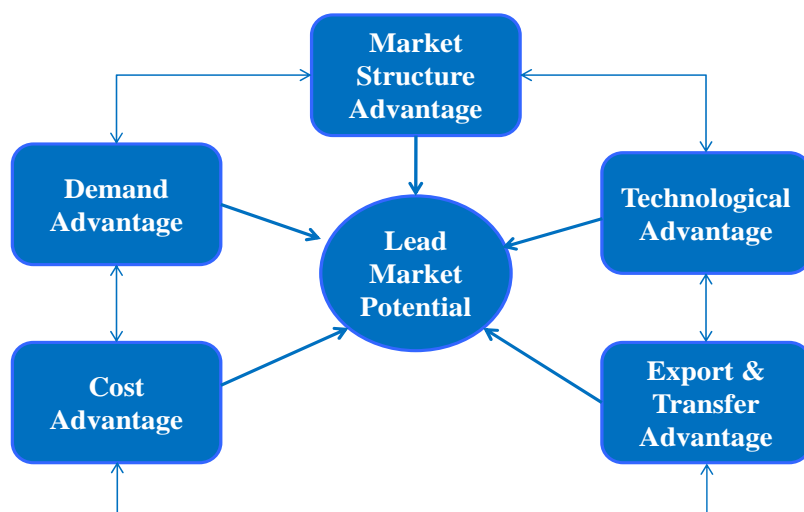 Market
Structure
Advantage
Demand
Advantage
Technological
Advantage
Lead
Market
Potential
Cost
Advantage
Export &
Transfer
Advantage